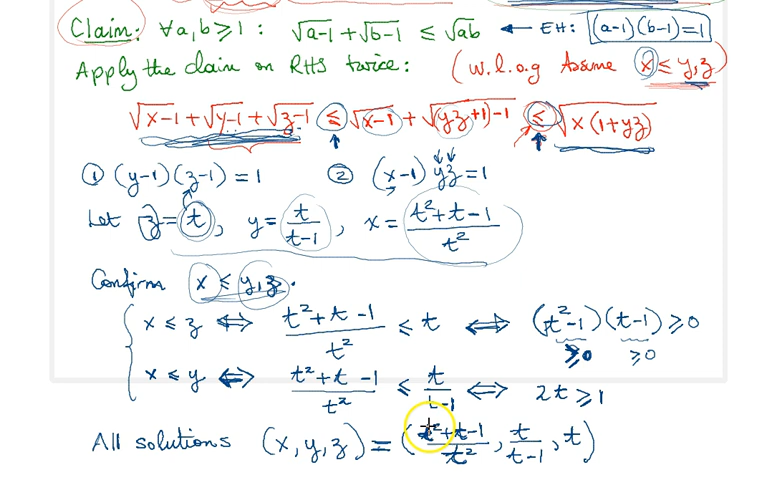 Claim: ∀a,b ≥ 1 : √a-1 + √b-1 ≤ √ab ← EH: (a-1)(b-1)=1
Apply the claim on RHS twice: (w.l.o.g Assume x ≤ y,z)
√x-1 + √y-1 + √z-1 ≤ √x-1 + √(yz+1)-1 ≤ √x(1+yz)
① (y-1)(z-1)=1 ② (x-1)yz=1
Let z=t, y= t/t-1, x= t²+t-1/t²
Confirm x ≤ y,z.
x ≤ z ⇔ t²+t-1/t² ≤ t ⇔ (t²-1)(t-1) ≥ 0
≥0 ≥0
x ≤ y ⇔ t²+t-1/t² ≤ t/t-1 ⇔ 2t ≥ 1
All solutions (x,y,z) = (t²+t-1/t², t/t-1, t)